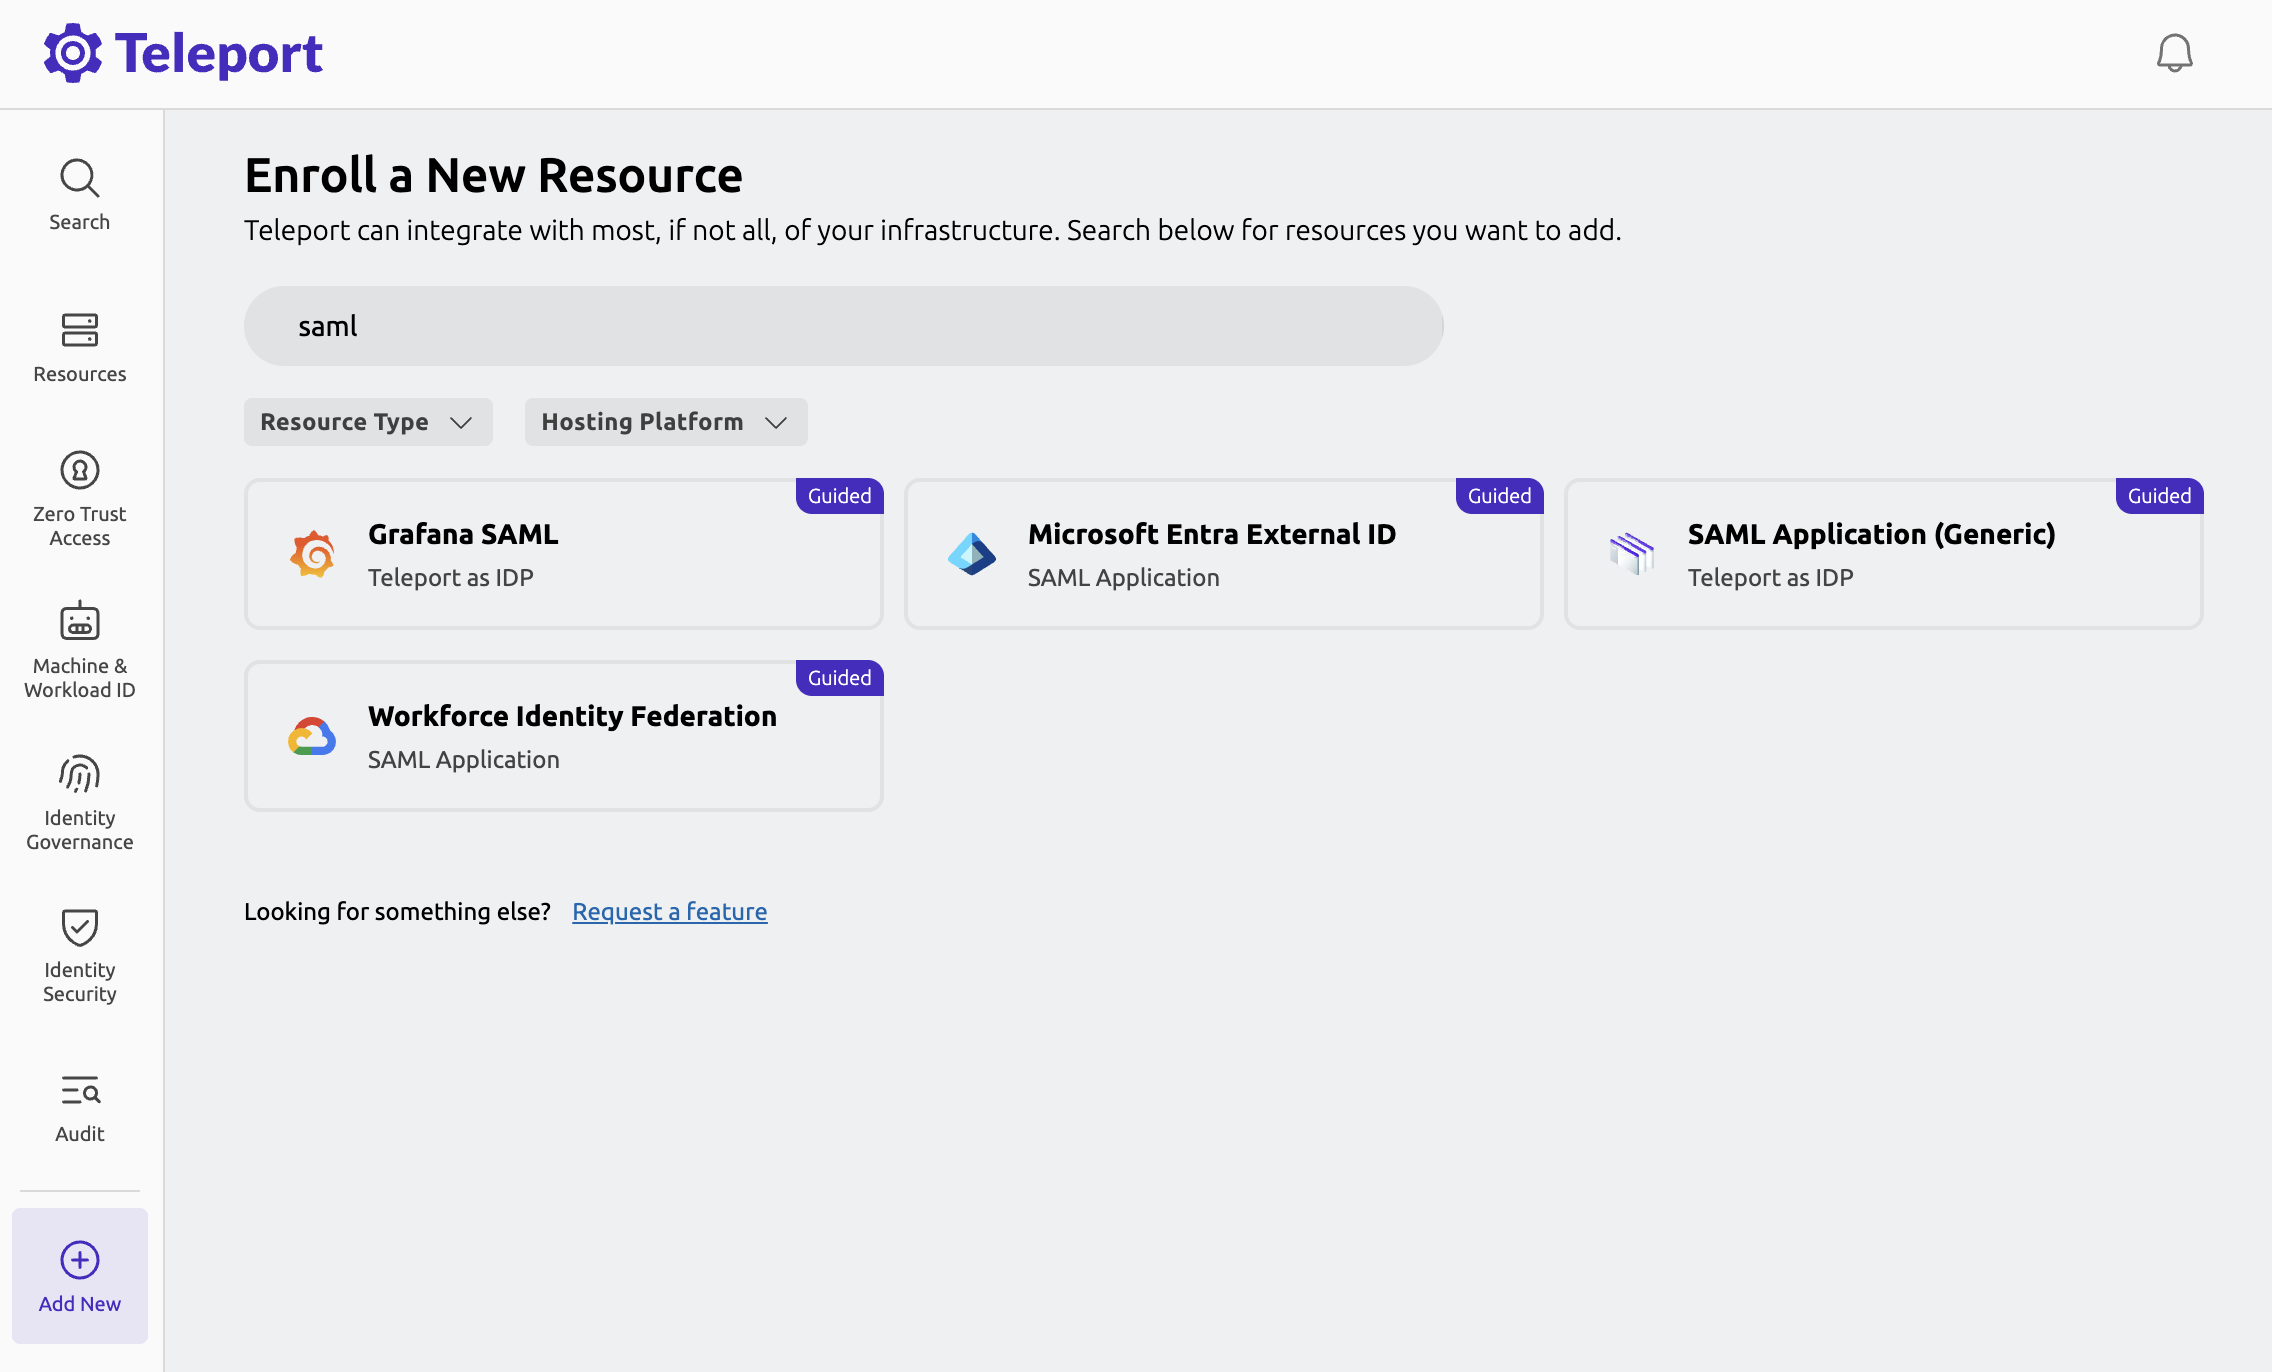 Teleport
Search
Resources
Zero Trust
Access
Machine &
Workload ID
Identity
Governance
Identity
Security
Audit
Add New
Enroll a New Resource
Teleport can integrate with most, if not all, of your infrastructure. Search below for resources you want to add.
saml
Resource Type
Hosting Platform
Guided
Grafana SAML
Teleport as IDP
Guided
Microsoft Entra External ID
SAML Application
Guided
SAML Application (Generic)
Teleport as IDP
Guided
Workforce Identity Federation
SAML Application
Looking for something else? Request a feature